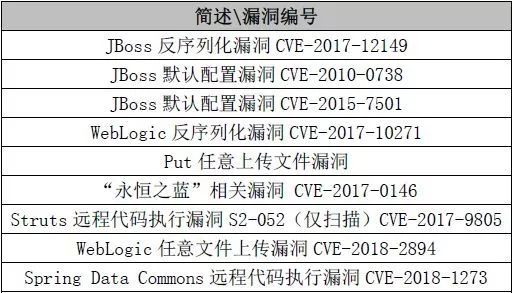 简述\漏洞编号
JBoss 反序列化漏洞 CVE-2017-12149
JBoss 默认配置漏洞 CVE-2010-0738
JBoss 默认配置漏洞 CVE-2015-7501
WebLogic 反序列化漏洞 CVE-2017-10271
Put 任意上传文件漏洞
“永恒之蓝”相关漏洞 CVE-2017-0146
Struts 远程代码执行漏洞 S2-052（仅扫描）CVE-2017-9805
WebLogic 任意文件上传漏洞 CVE-2018-2894
Spring Data Commons 远程代码执行漏洞 CVE-2018-1273